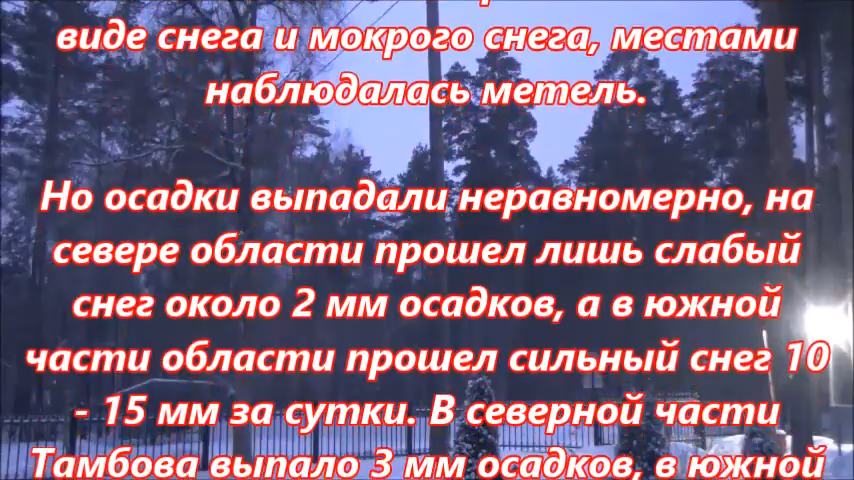 виде снега и мокрого снега, местами
наблюдалась метель.
Но осадки выпадали неравномерно, на
севере области прошел лишь слабый
снег около 2 мм осадков, а в южной
части области прошел сильный снег 10
- 15 мм за сутки. В северной части
Тамбова выпало 3 мм осадков, в южной